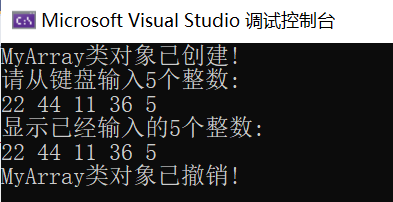 Microsoft Visual Studio 调试控制台
MyArray类对象已创建!
请从键盘输入5个整数:
22 44 11 36 5
显示已经输入的5个整数:
22 44 11 36 5
MyArray类对象已撤销!